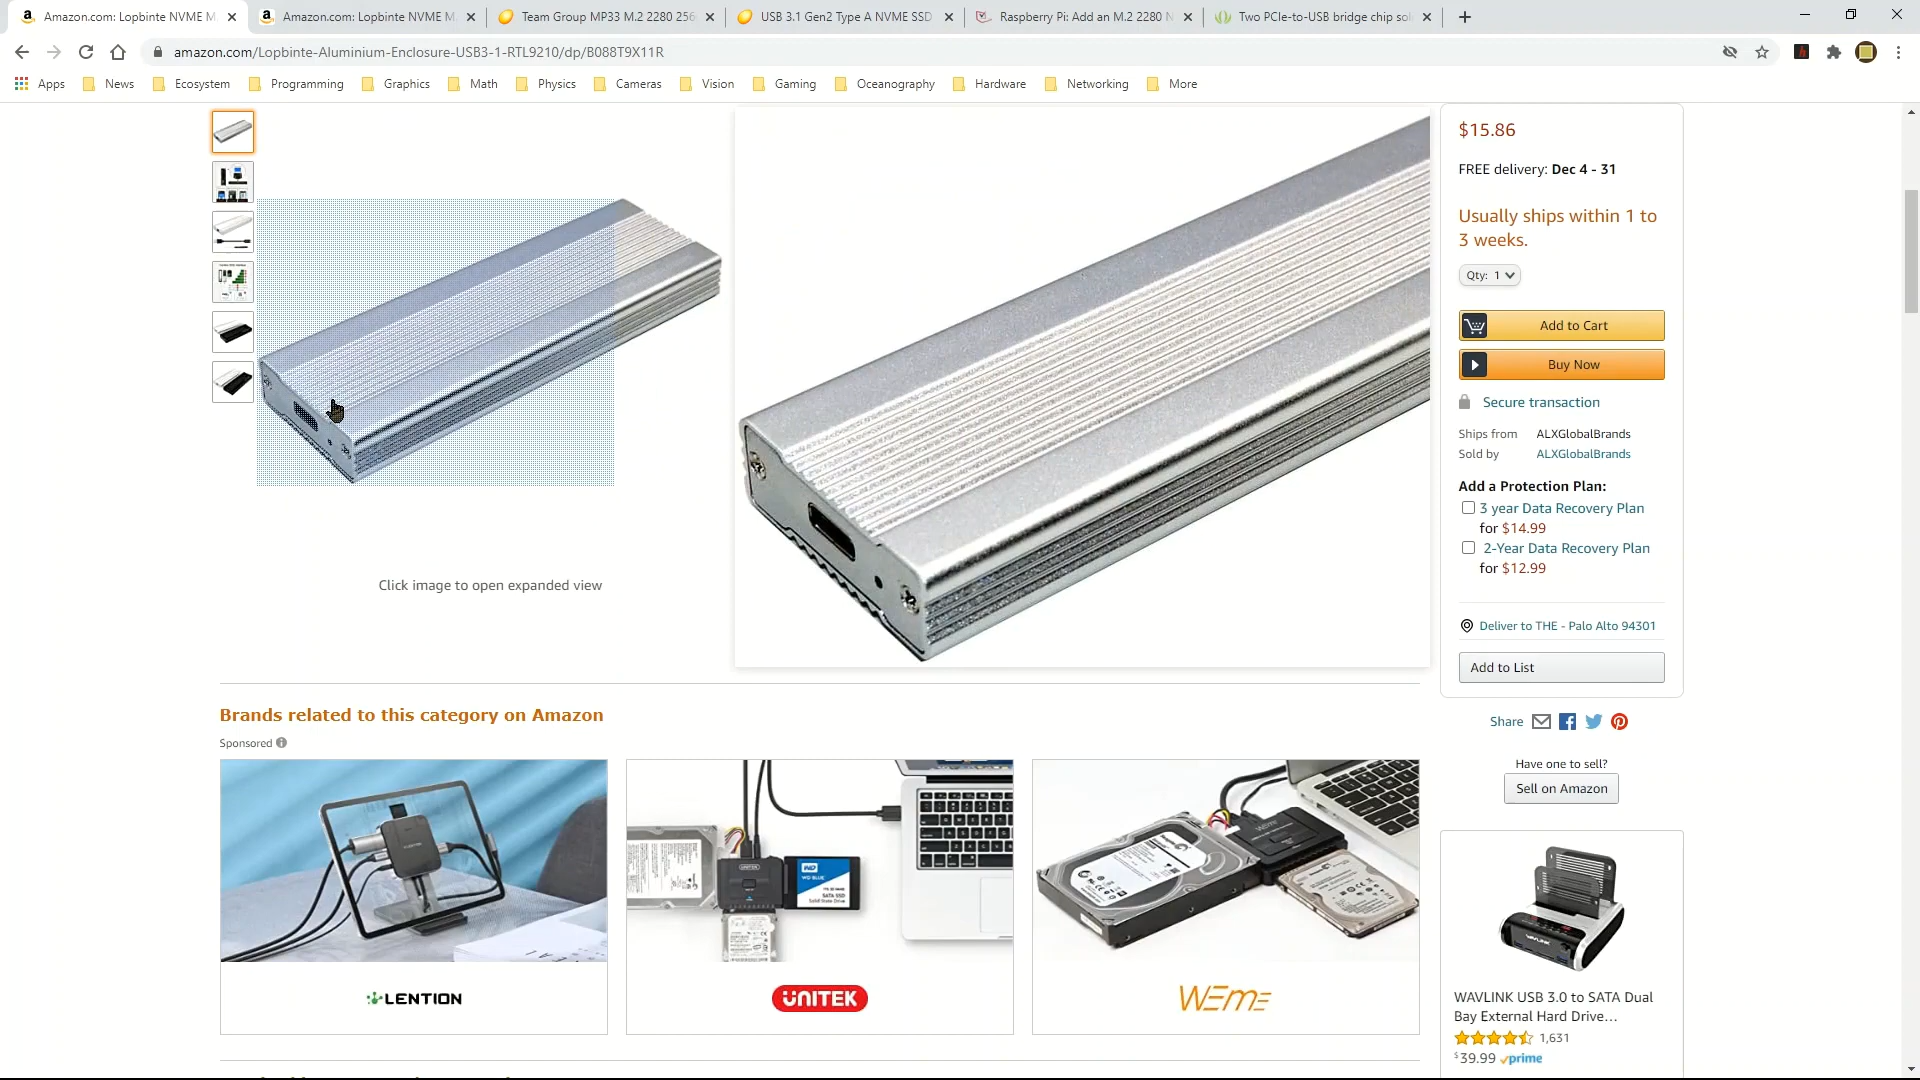 Amazon.com: Lopbinte NVME M
Amazon.com: Lopbinte NVME M
Team Group MP33 M.2 2280 256
USB 3.1 Gen2 Type A NVME SSD
Raspberry Pi: Add an M.2 2280 N
Two PCIe-to-USB bridge chip sol
amazon.com/Lopbinte-Aluminium-Enclosure-USB3-1-RTL9210/dp/B088T9X11R
Apps News Ecosystem Programming Graphics Math Physics Cameras Vision Gaming Oceanography Hardware Networking More
$15.86
FREE delivery: Dec 4 - 31
Usually ships within 1 to
3 weeks.
Qty: 1
Add to Cart
Buy Now
Secure transaction
Ships from ALXGlobalBrands
Sold by ALXGlobalBrands
Add a Protection Plan:
3 year Data Recovery Plan
for $14.99
2-Year Data Recovery Plan
for $12.99
Deliver to THE - Palo Alto 94301
Add to List
Share
Have one to sell?
Sell on Amazon
Click image to open expanded view
Brands related to this category on Amazon
Sponsored
LENTION
UNITEK
WEme
WAVLINK USB 3.0 to SATA Dual
Bay External Hard Drive…
1,631
$39.99 prime